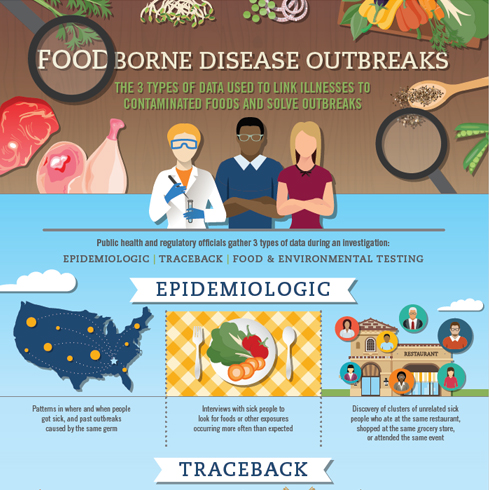 FOODBORNE DISEASE OUTBREAKS
THE 3 TYPES OF DATA USED TO LINK ILLNESSES TO
CONTAMINATED FOODS AND SOLVE OUTBREAKS
Public health and regulatory officials gather 3 types of data during an investigation:
EPIDEMIOLOGIC | TRACEBACK | FOOD & ENVIRONMENTAL TESTING
EPIDEMIOLOGIC
RESTAURANT
Patterns in where and when people
got sick, and past outbreaks
caused by the same germ
Interviews with sick people to
look for foods or other exposures
occurring more often than expected
Discovery of clusters of unrelated sick
people who ate at the same restaurant,
shopped at the same grocery store,
or attended the same event
TRACEBACK